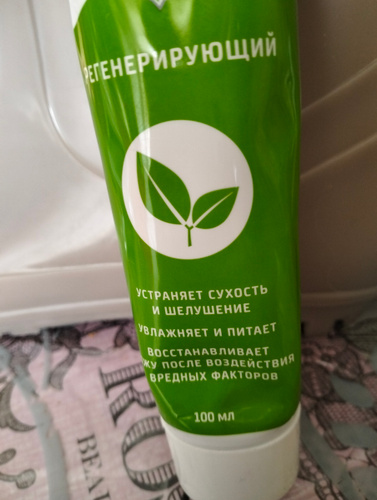 РЕГЕНЕРИРУЮЩИЙ
УСТРАНЯЕТ СУХОСТЬ
И ШЕЛУШЕНИЕ
УВЛАЖНЯЕТ И ПИТАЕТ
ВОССТАНАВЛИВАЕТ
ПОСЛЕ ВОЗДЕЙСТВИЯ
ВРЕДНЫХ ФАКТОРОВ
100 МЛ